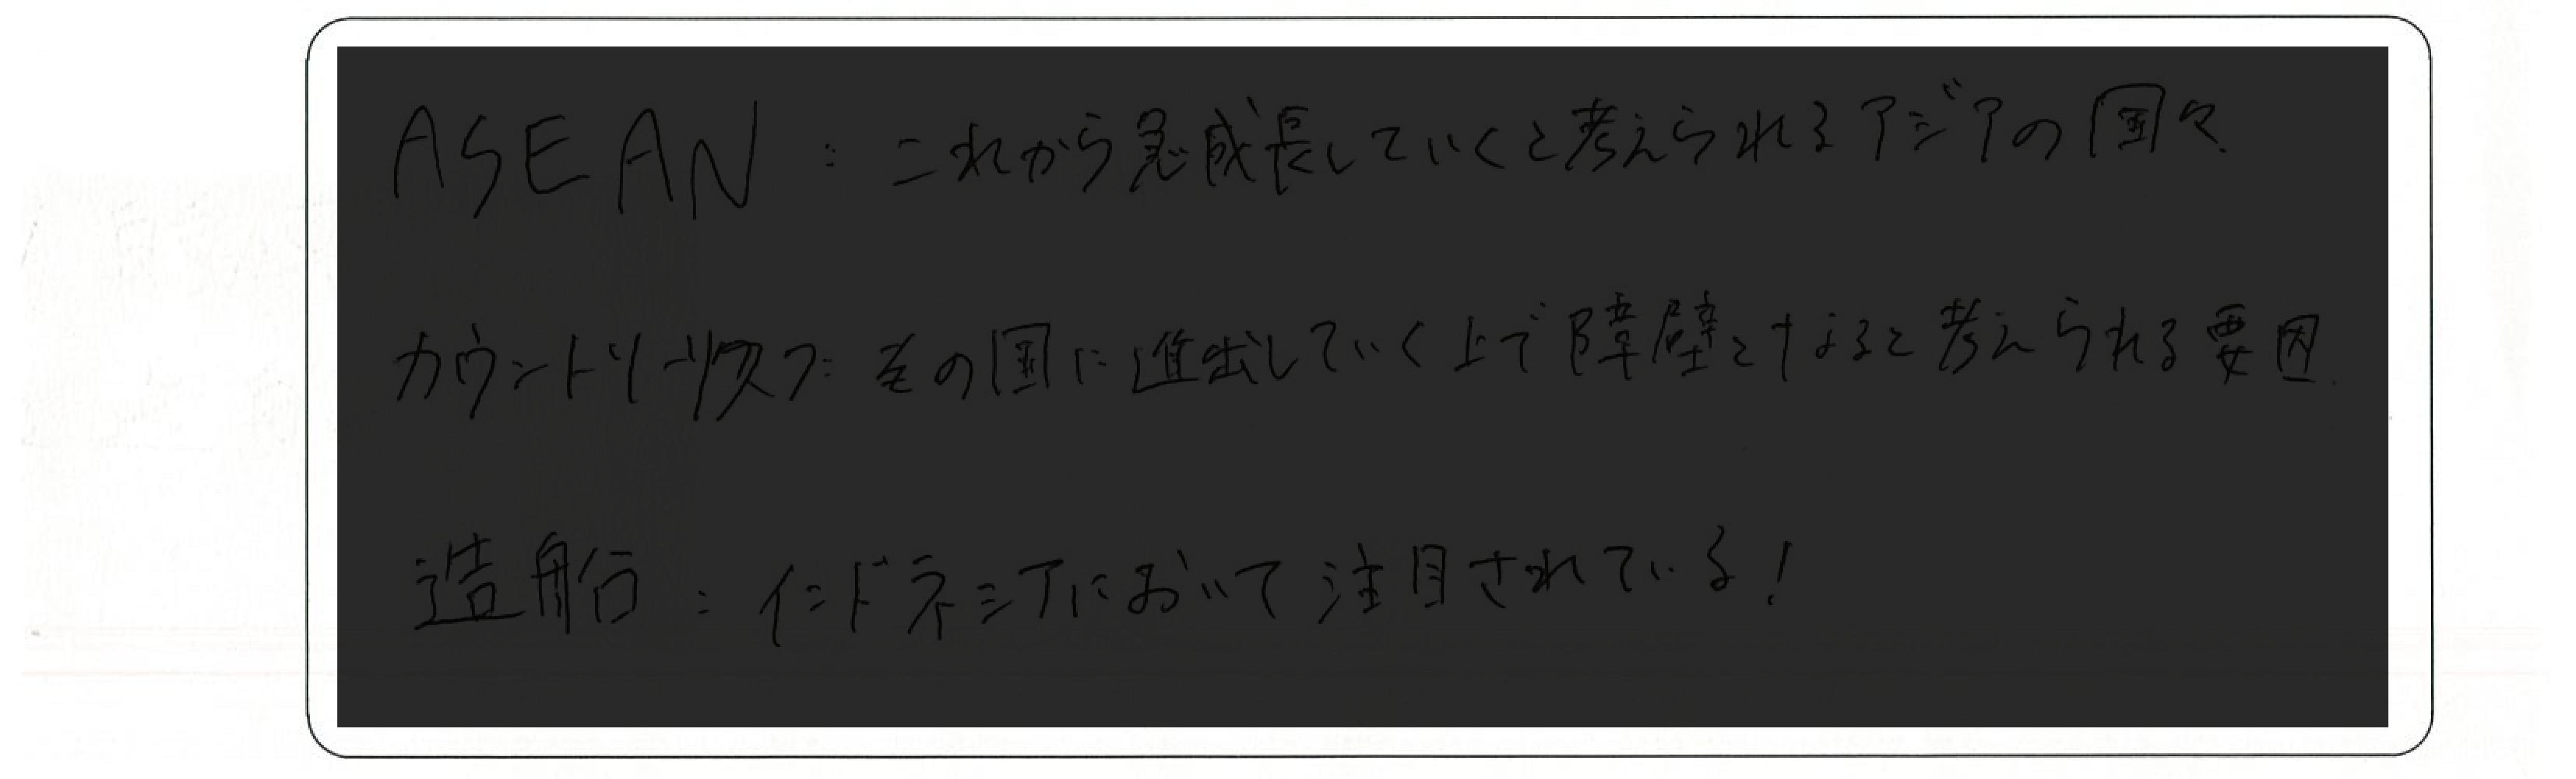 ASEAN：これから急成長していくと考えられるアジアの国々.
カウントリーリスク：その国に進出していく上で障壁となると考えられる要因.
造船：インドネシアにおいて注目されている！